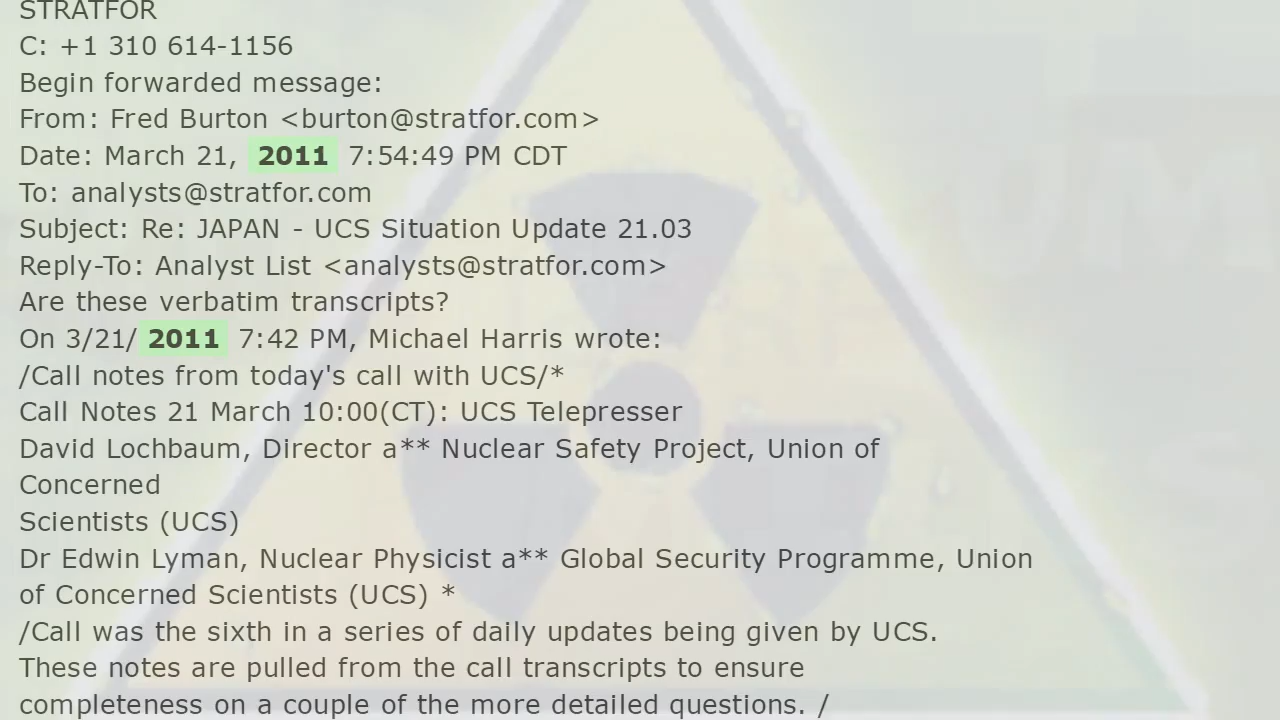 STRATFOR
C: +1 310 614-1156
Begin forwarded message:
From: Fred Burton <burton@stratfor.com>
Date: March 21, 2011 7:54:49 PM CDT
To: analysts@stratfor.com
Subject: Re: JAPAN - UCS Situation Update 21.03
Reply-To: Analyst List <analysts@stratfor.com>
Are these verbatim transcripts?
On 3/21/2011 7:42 PM, Michael Harris wrote:
/Call notes from today's call with UCS/*
Call Notes 21 March 10:00(CT): UCS Telepresser
David Lochbaum, Director a** Nuclear Safety Project, Union of
Concerned
Scientists (UCS)
Dr Edwin Lyman, Nuclear Physicist a** Global Security Programme, Union
of Concerned Scientists (UCS) *
/Call was the sixth in a series of daily updates being given by UCS.
These notes are pulled from the call transcripts to ensure
completeness on a couple of the more detailed questions. /